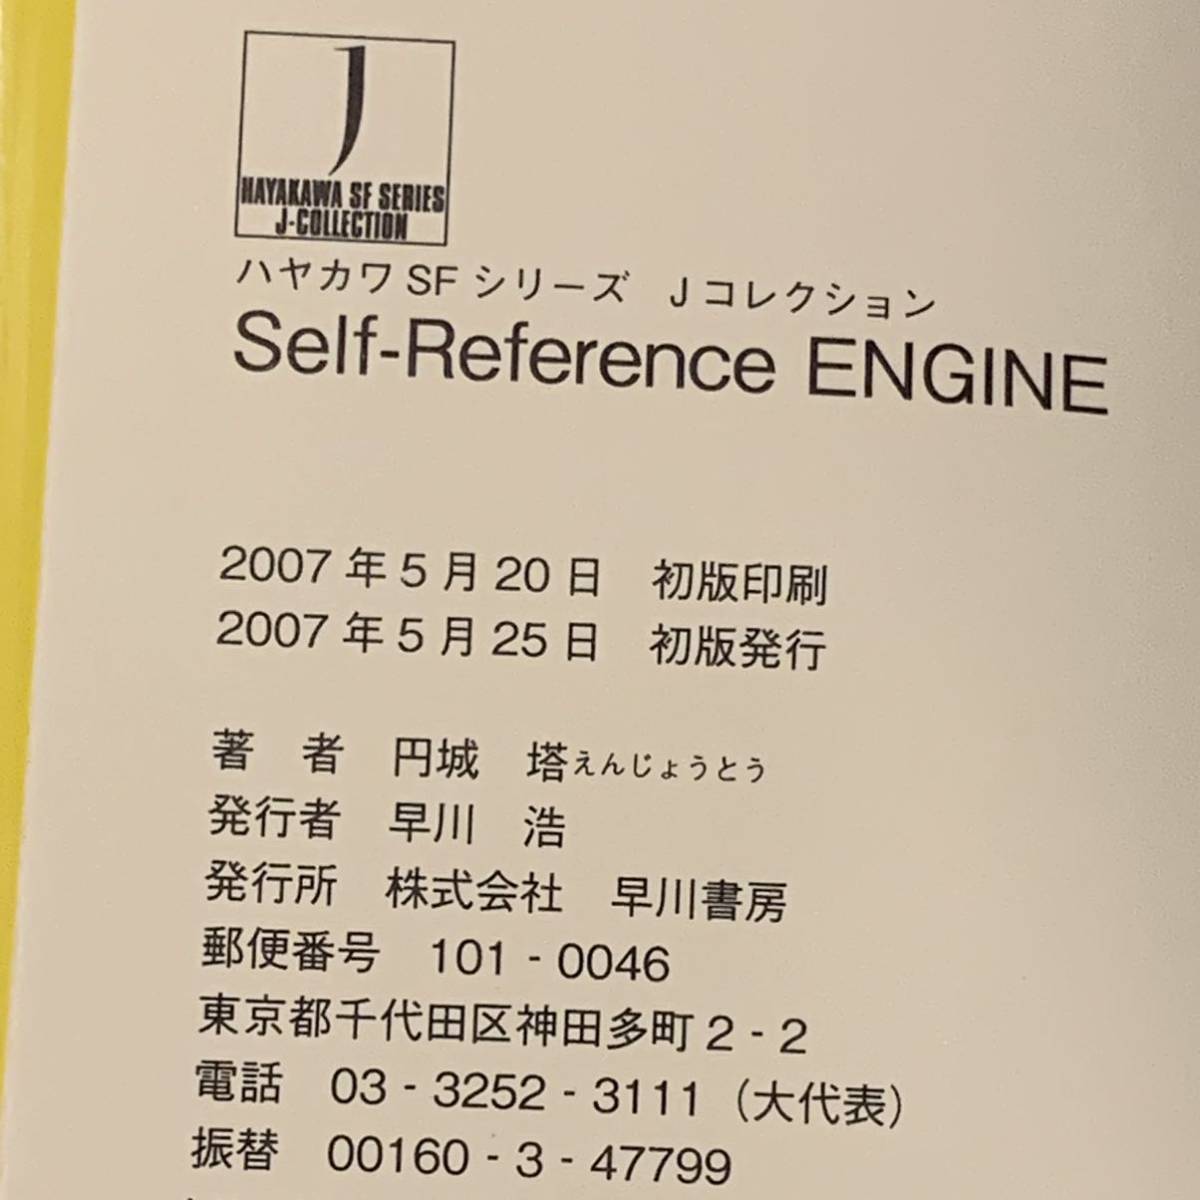 J
HAYAKAWA SF SERIES
J-COLLECTION
ハヤカワSFシリーズ　Jコレクション
Self-Reference ENGINE
2007年5月20日　初版印刷
2007年5月25日　初版発行
著　者　円城　塔えんじょうとう
発行者　早川　浩
発行所　株式会社　早川書房
郵便番号　101 - 0046
東京都千代田区神田多町2 - 2
電話　03 - 3252 - 3111（大代表）
振替　00160 - 3 - 47799